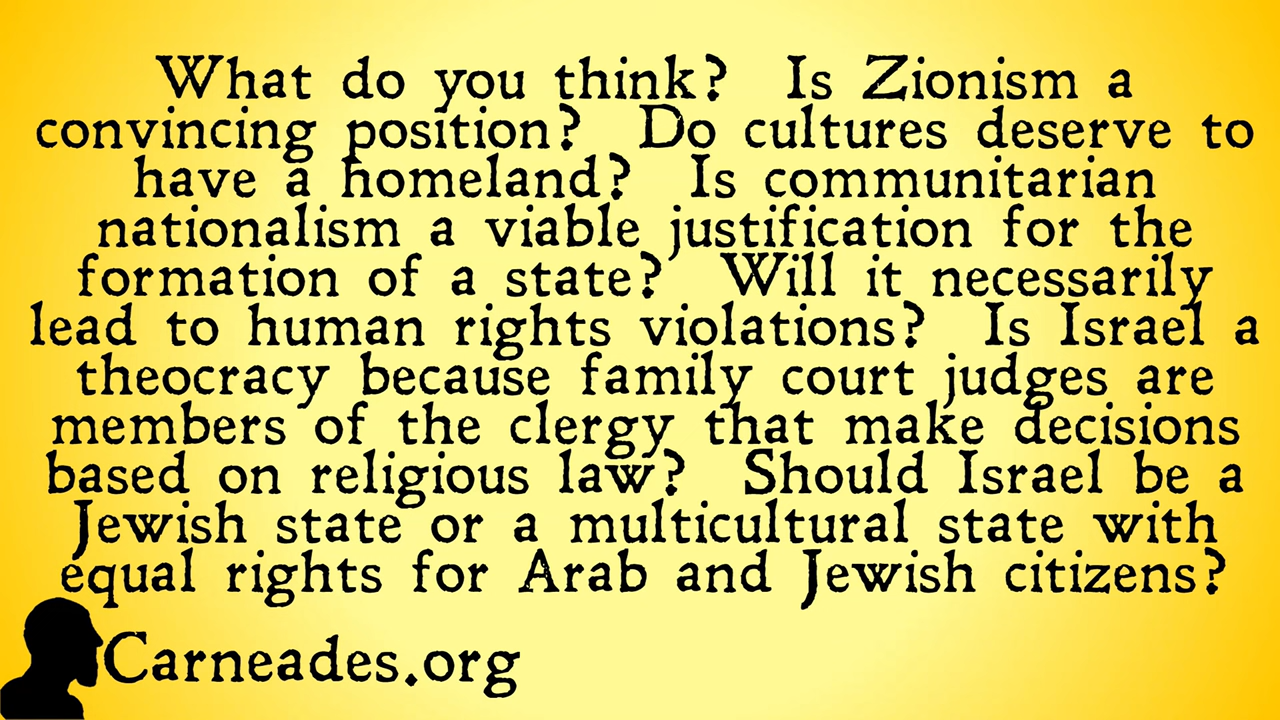 What do you think? Is Zionism a
convincing position? Do cultures deserve to
have a homeland? Is communitarian
nationalism a viable justification for the
formation of a state? Will it necessarily
lead to human rights violations? Is Israel a
theocracy because family court judges are
members of the clergy that make decisions
based on religious law? Should Israel be a
Jewish state or a multicultural state with
equal rights for Arab and Jewish citizens?
Carneades.org